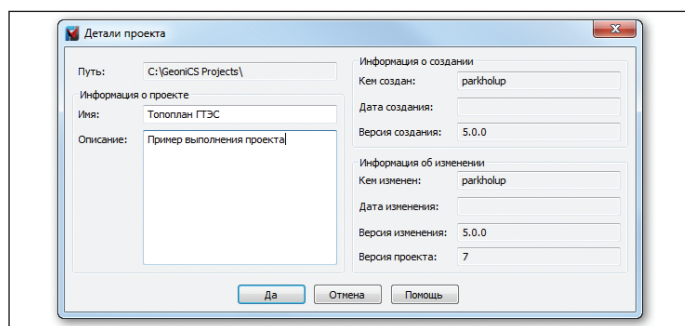 Детали проекта
Путь: C:\GeoniCS Projects\
Информация о проекте
Имя: Топоплан ГТЭС
Описание: Пример выполнения проекта
Информация о создании
Кем создан: parkholup
Дата создания:
Версия создания: 5.0.0
Информация об изменении
Кем изменен: parkholup
Дата изменения:
Версия изменения: 5.0.0
Версия проекта: 7
Да Отмена Помощь